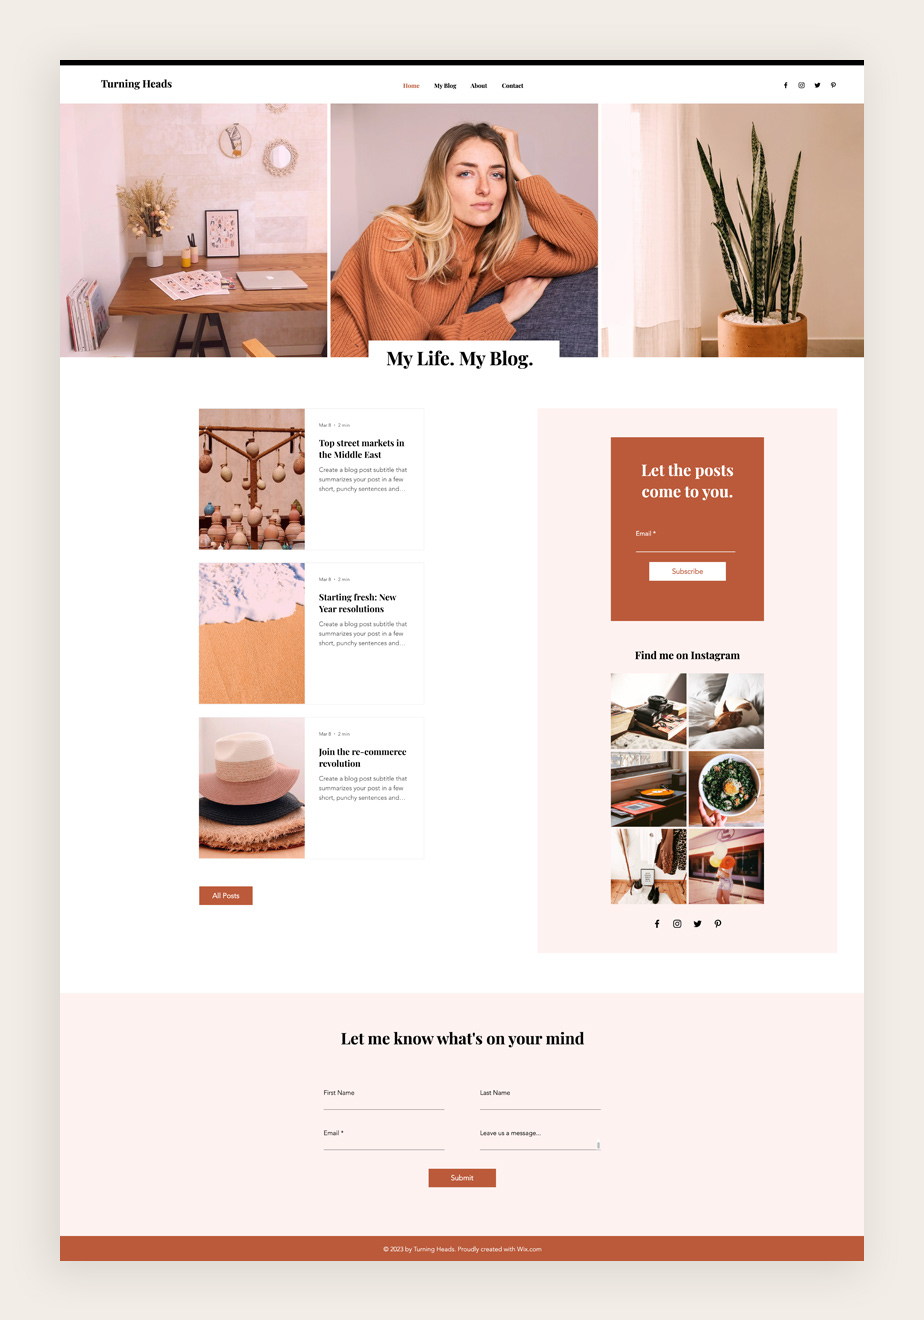 Turning Heads
Home My Blog About Contact
My Life. My Blog.
Mar 8 • 2 min
Top street markets in
the Middle East
Create a blog post subtitle that
summarizes your post in a few
short, punchy sentences and...
Mar 8 • 2 min
Starting fresh: New
Year resolutions
Create a blog post subtitle that
summarizes your post in a few
short, punchy sentences and...
Mar 8 • 2 min
Join the re-commerce
revolution
Create a blog post subtitle that
summarizes your post in a few
short, punchy sentences and...
All Posts
Let the posts
come to you.
Email *
Subscribe
Find me on Instagram
Let me know what's on your mind
First Name
Last Name
Email *
Leave us a message...
Submit
© 2023 by Turning Heads. Proudly created with Wix.com